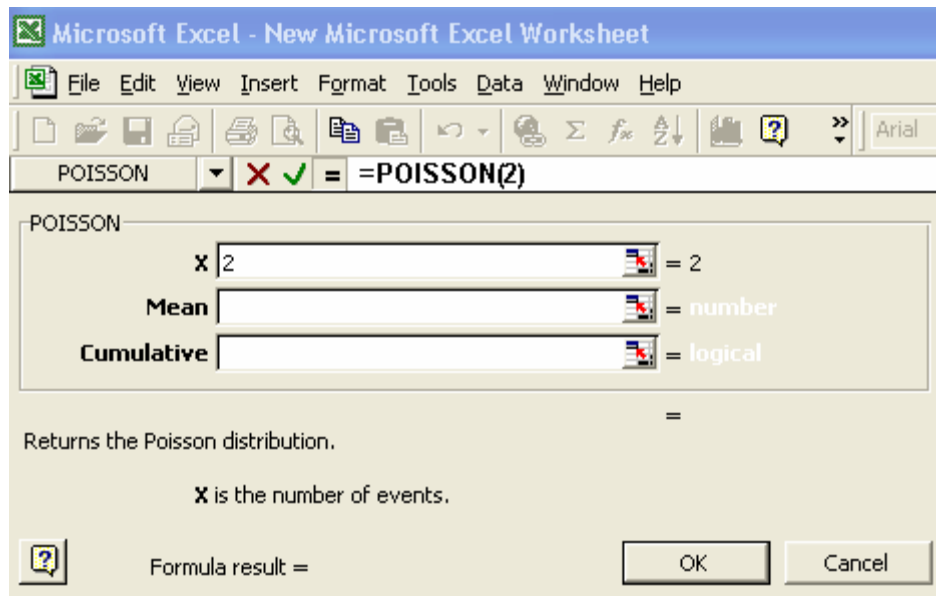 Microsoft Excel - New Microsoft Excel Worksheet
File Edit View Insert Format Tools Data Window Help
Arial
POISSON = =POISSON(2)
POISSON
X 2 = 2
Mean = number
Cumulative = logical
=
Returns the Poisson distribution.
X is the number of events.
Formula result =
OK Cancel